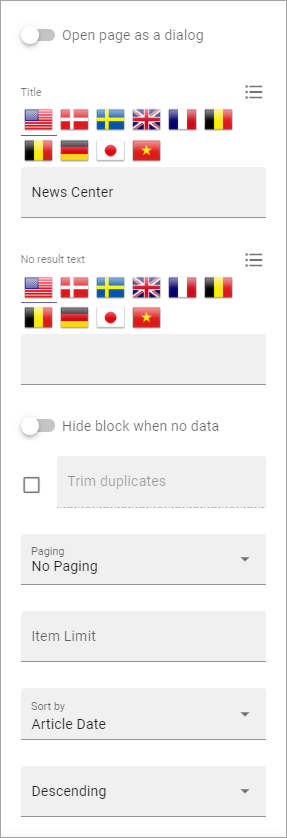 Open page as a dialog
Title
News Center
No result text
Hide block when no data
Trim duplicates
Paging
No Paging
Item Limit
Sort by
Article Date
Descending